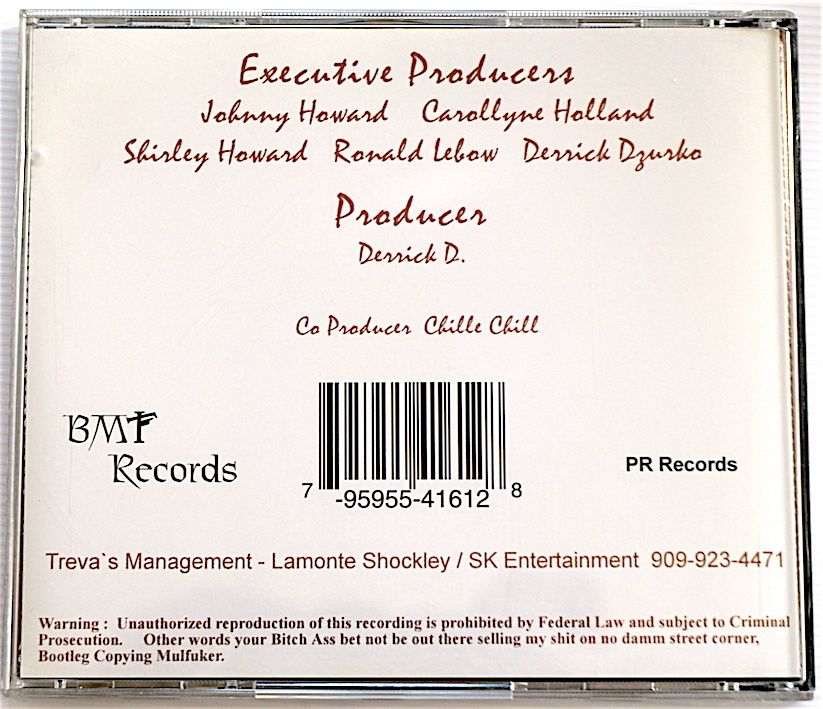 Executive Producers
Johnny Howard Carollyne Holland
Shirley Howard Ronald Lebow Derrick Dzurko
Producer
Derrick D.
Co Producer Chille Chill
BMF
Records
PR Records
7 -95955-41612 8
Treva`s Management - Lamonte Shockley / SK Entertainment 909-923-4471
Warning : Unauthorized reproduction of this recording is prohibited by Federal Law and subject to Criminal
Prosecution. Other words your Bitch Ass bet not be out there selling my shit on no damm street corner,
Bootleg Copying Mulfuker.